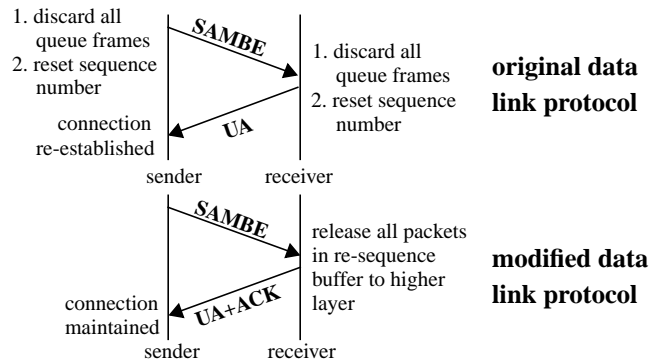 1. discard all
queue frames
2. reset sequence
number
SAMBE
1. discard all
queue frames
2. reset sequence
number
original data
link protocol
UA
connection
re-established
sender
receiver
SAMBE
release all packets
in re-sequence
buffer to higher
layer
modified data
link protocol
UA+ACK
connection
maintained
sender
receiver